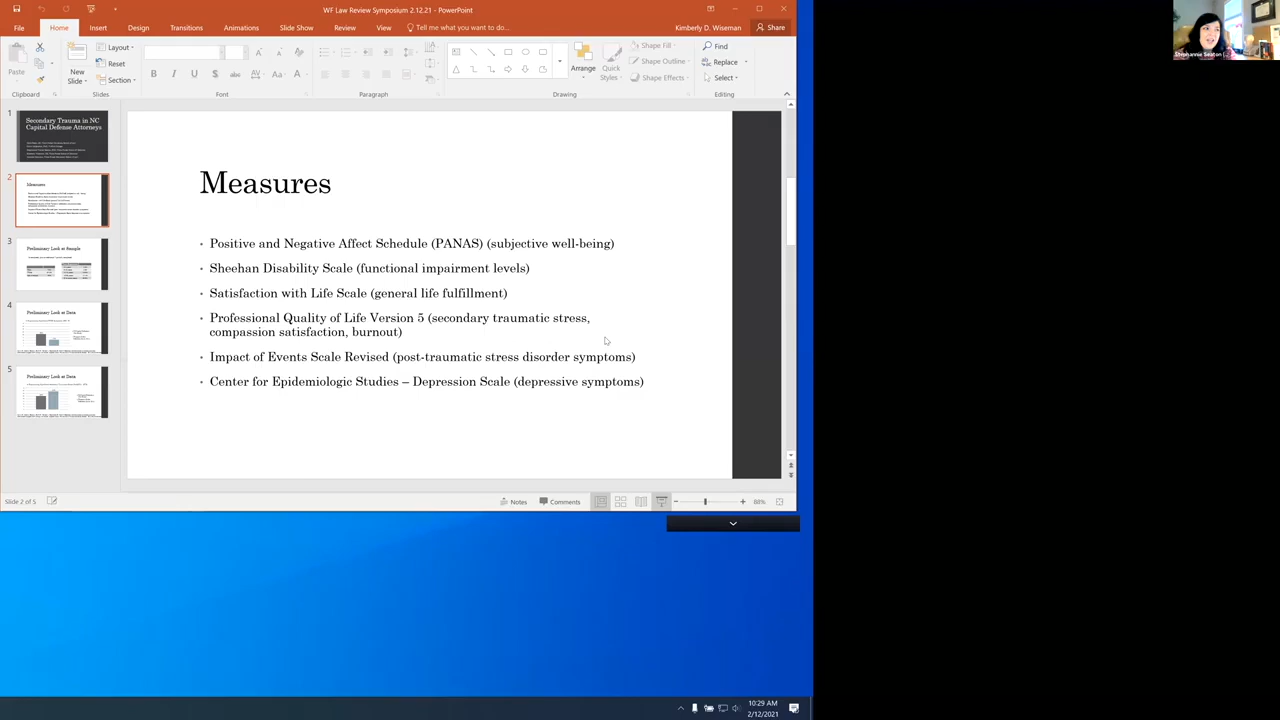 WF Law Review Symposium 2.12.21 - PowerPoint
File Home Insert Design Transitions Animations Slide Show Review View Tell me what you want to do... Kimberly D. Wiseman Share
Paste
New Slide
Layout
Reset
Section
Arrange
Quick Styles
Shape Fill
Shape Outline
Shape Effects
Find
Replace
Select
Clipboard Slides Font Paragraph Drawing Editing
1
Secondary Trauma in NC
Capital Defense Attorneys
2
Measures
3
Preliminary Look at Sample
4
Preliminary Look at Data
5
Preliminary Look at Data
Measures
• Positive and Negative Affect Schedule (PANAS) (subjective well-being)
• Sheehan Disability Scale (functional impairment levels)
• Satisfaction with Life Scale (general life fulfillment)
• Professional Quality of Life Version 5 (secondary traumatic stress,
compassion satisfaction, burnout)
• Impact of Events Scale Revised (post-traumatic stress disorder symptoms)
• Center for Epidemiologic Studies – Depression Scale (depressive symptoms)
Slide 2 of 5
Notes Comments 88%
10:29 AM
2/12/2021
Stephannie Seaton